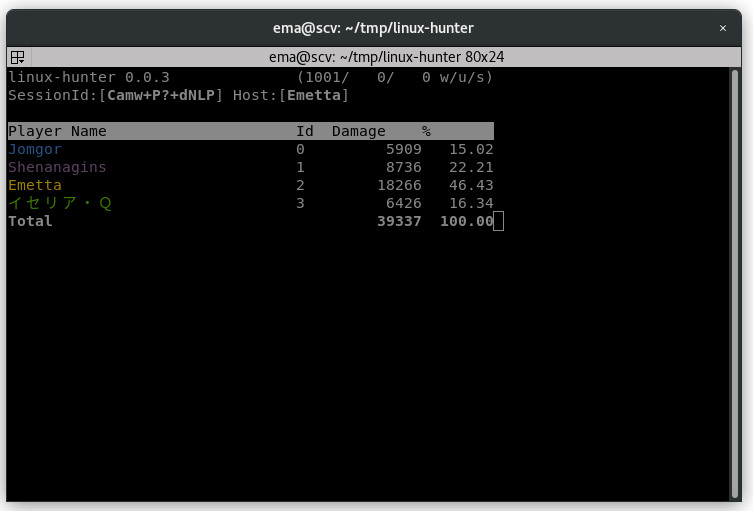 ema@scv: ~/tmp/linux-hunter ×
ema@scv: ~/tmp/linux-hunter 80x24
linux-hunter 0.0.3 (1001/ 0/ 0 w/u/s)
SessionId:[Camw+P?+dNLP] Host:[Emetta]
Player Name Id Damage %
Jomgor 0 5909 15.02
Shenanagins 1 8736 22.21
Emetta 2 18266 46.43
イセリア・Q 3 6426 16.34
Total 39337 100.00